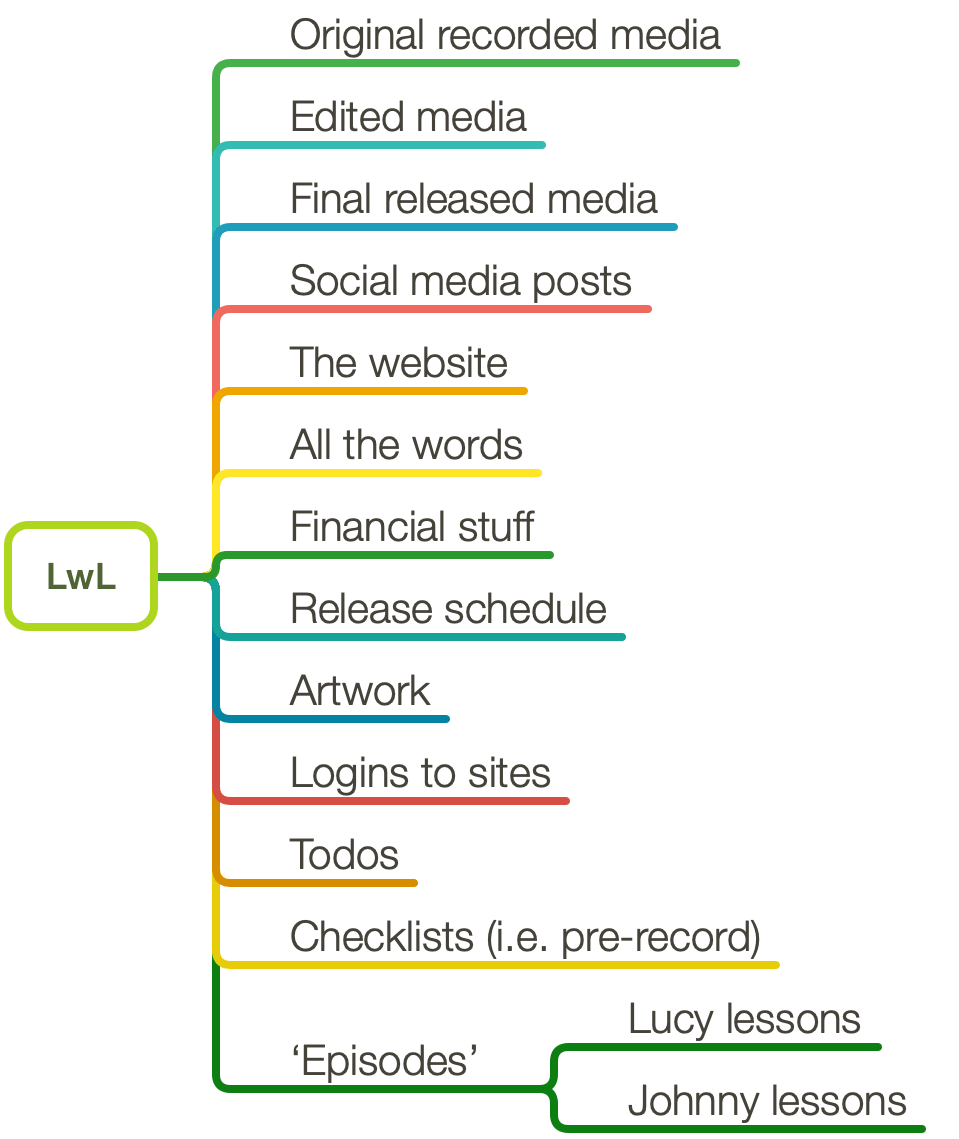 Original recorded media
Edited media
Final released media
Social media posts
The website
All the words
Financial stuff
LwL
Release schedule
Artwork
Logins to sites
Todos
Checklists (i.e. pre-record)
‘Episodes’
Lucy lessons
Johnny lessons